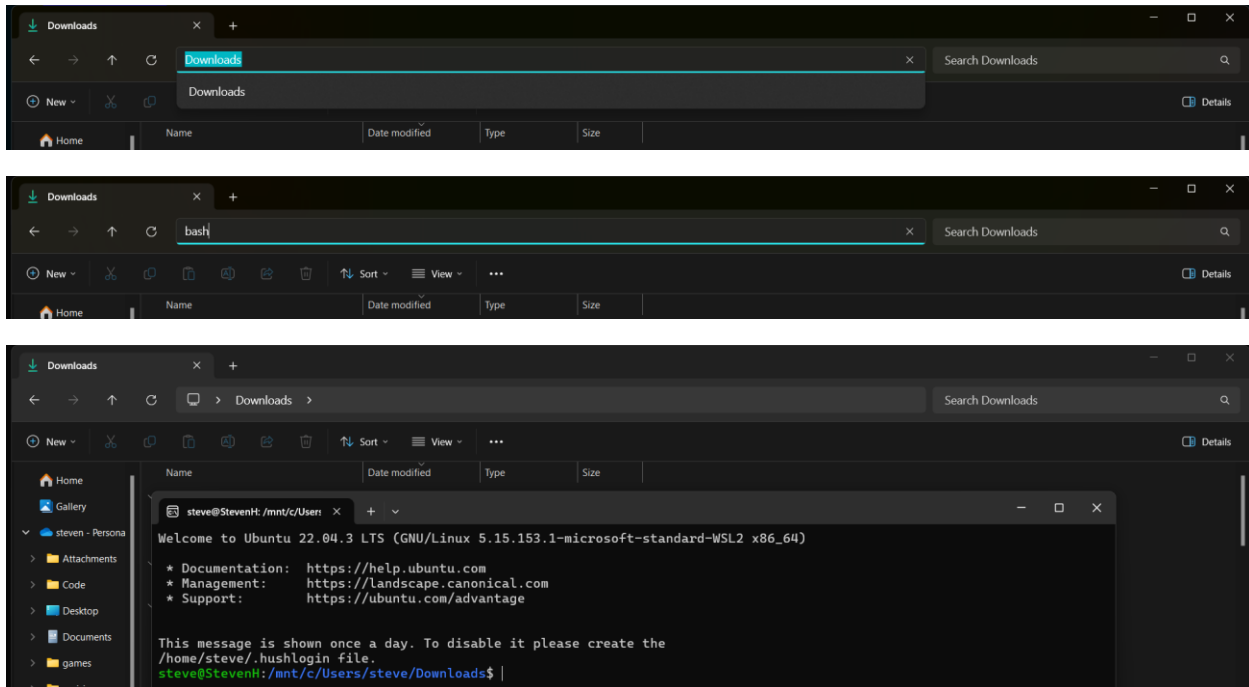 Downloads
Downloads Search Downloads
Downloads
New Details
Name Date modified Type Size
Home
Downloads
bash Search Downloads
New Sort View ... Details
Name Date modified Type Size
Home
Downloads
> Downloads > Search Downloads
New Sort View ... Details
Name Date modified Type Size
Home
Gallery
steven - Persona
Attachments
Code
Desktop
Documents
games
steve@StevenH: /mnt/c/Users
Welcome to Ubuntu 22.04.3 LTS (GNU/Linux 5.15.153.1-microsoft-standard-WSL2 x86_64)
* Documentation: https://help.ubuntu.com
* Management: https://landscape.canonical.com
* Support: https://ubuntu.com/advantage
This message is shown once a day. To disable it please create the
/home/steve/.hushlogin file.
steve@StevenH:/mnt/c/Users/steve/Downloads$